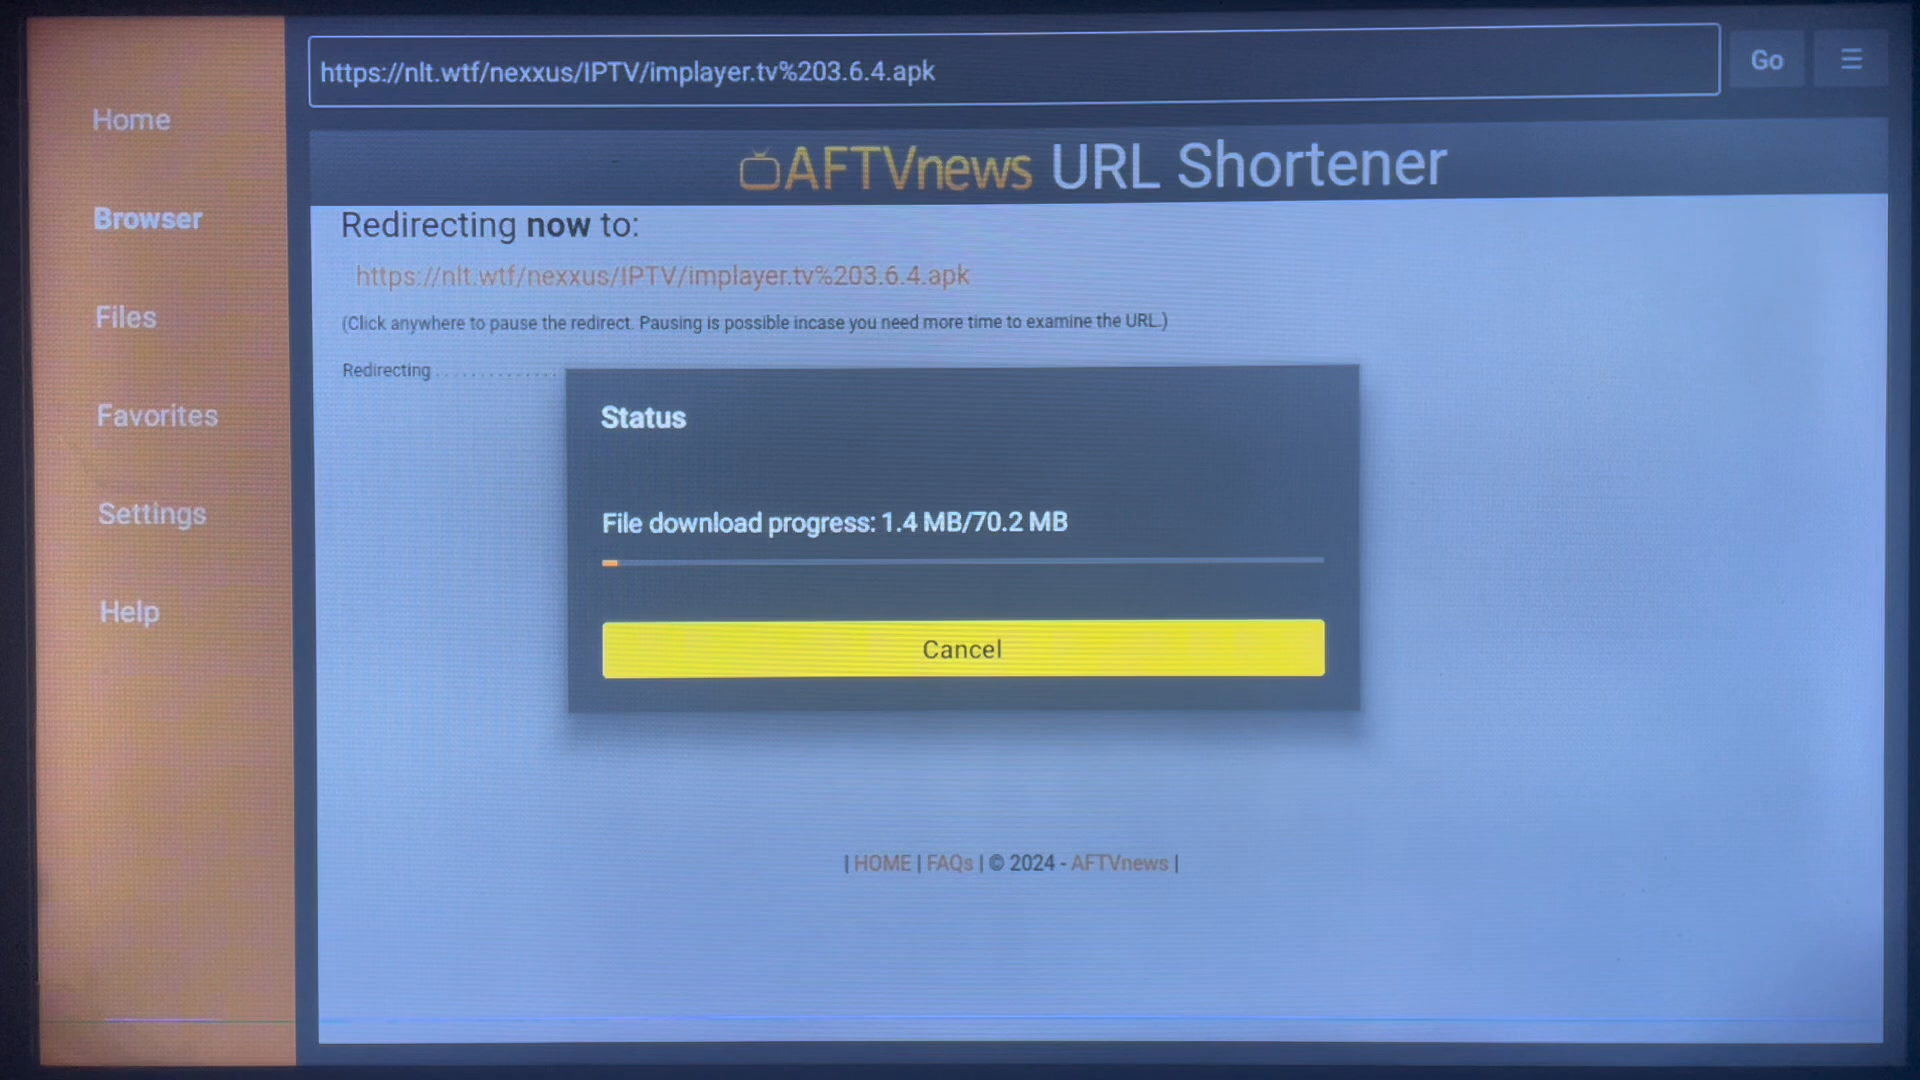 https://nlt.wtf/nexxus/IPTV/implayer.tv%203.6.4.apk
Go
☰
Home
Browser
Files
Favorites
Settings
Help
AFTVnews URL Shortener
Redirecting now to:
https://nlt.wtf/nexxus/IPTV/implayer.tv%203.6.4.apk
(Click anywhere to pause the redirect. Pausing is possible incase you need more time to examine the URL.)
Redirecting . . . . . . . . . . . . . .
Status
File download progress: 1.4 MB/70.2 MB
Cancel
| HOME | FAQs | © 2024 - AFTVnews |